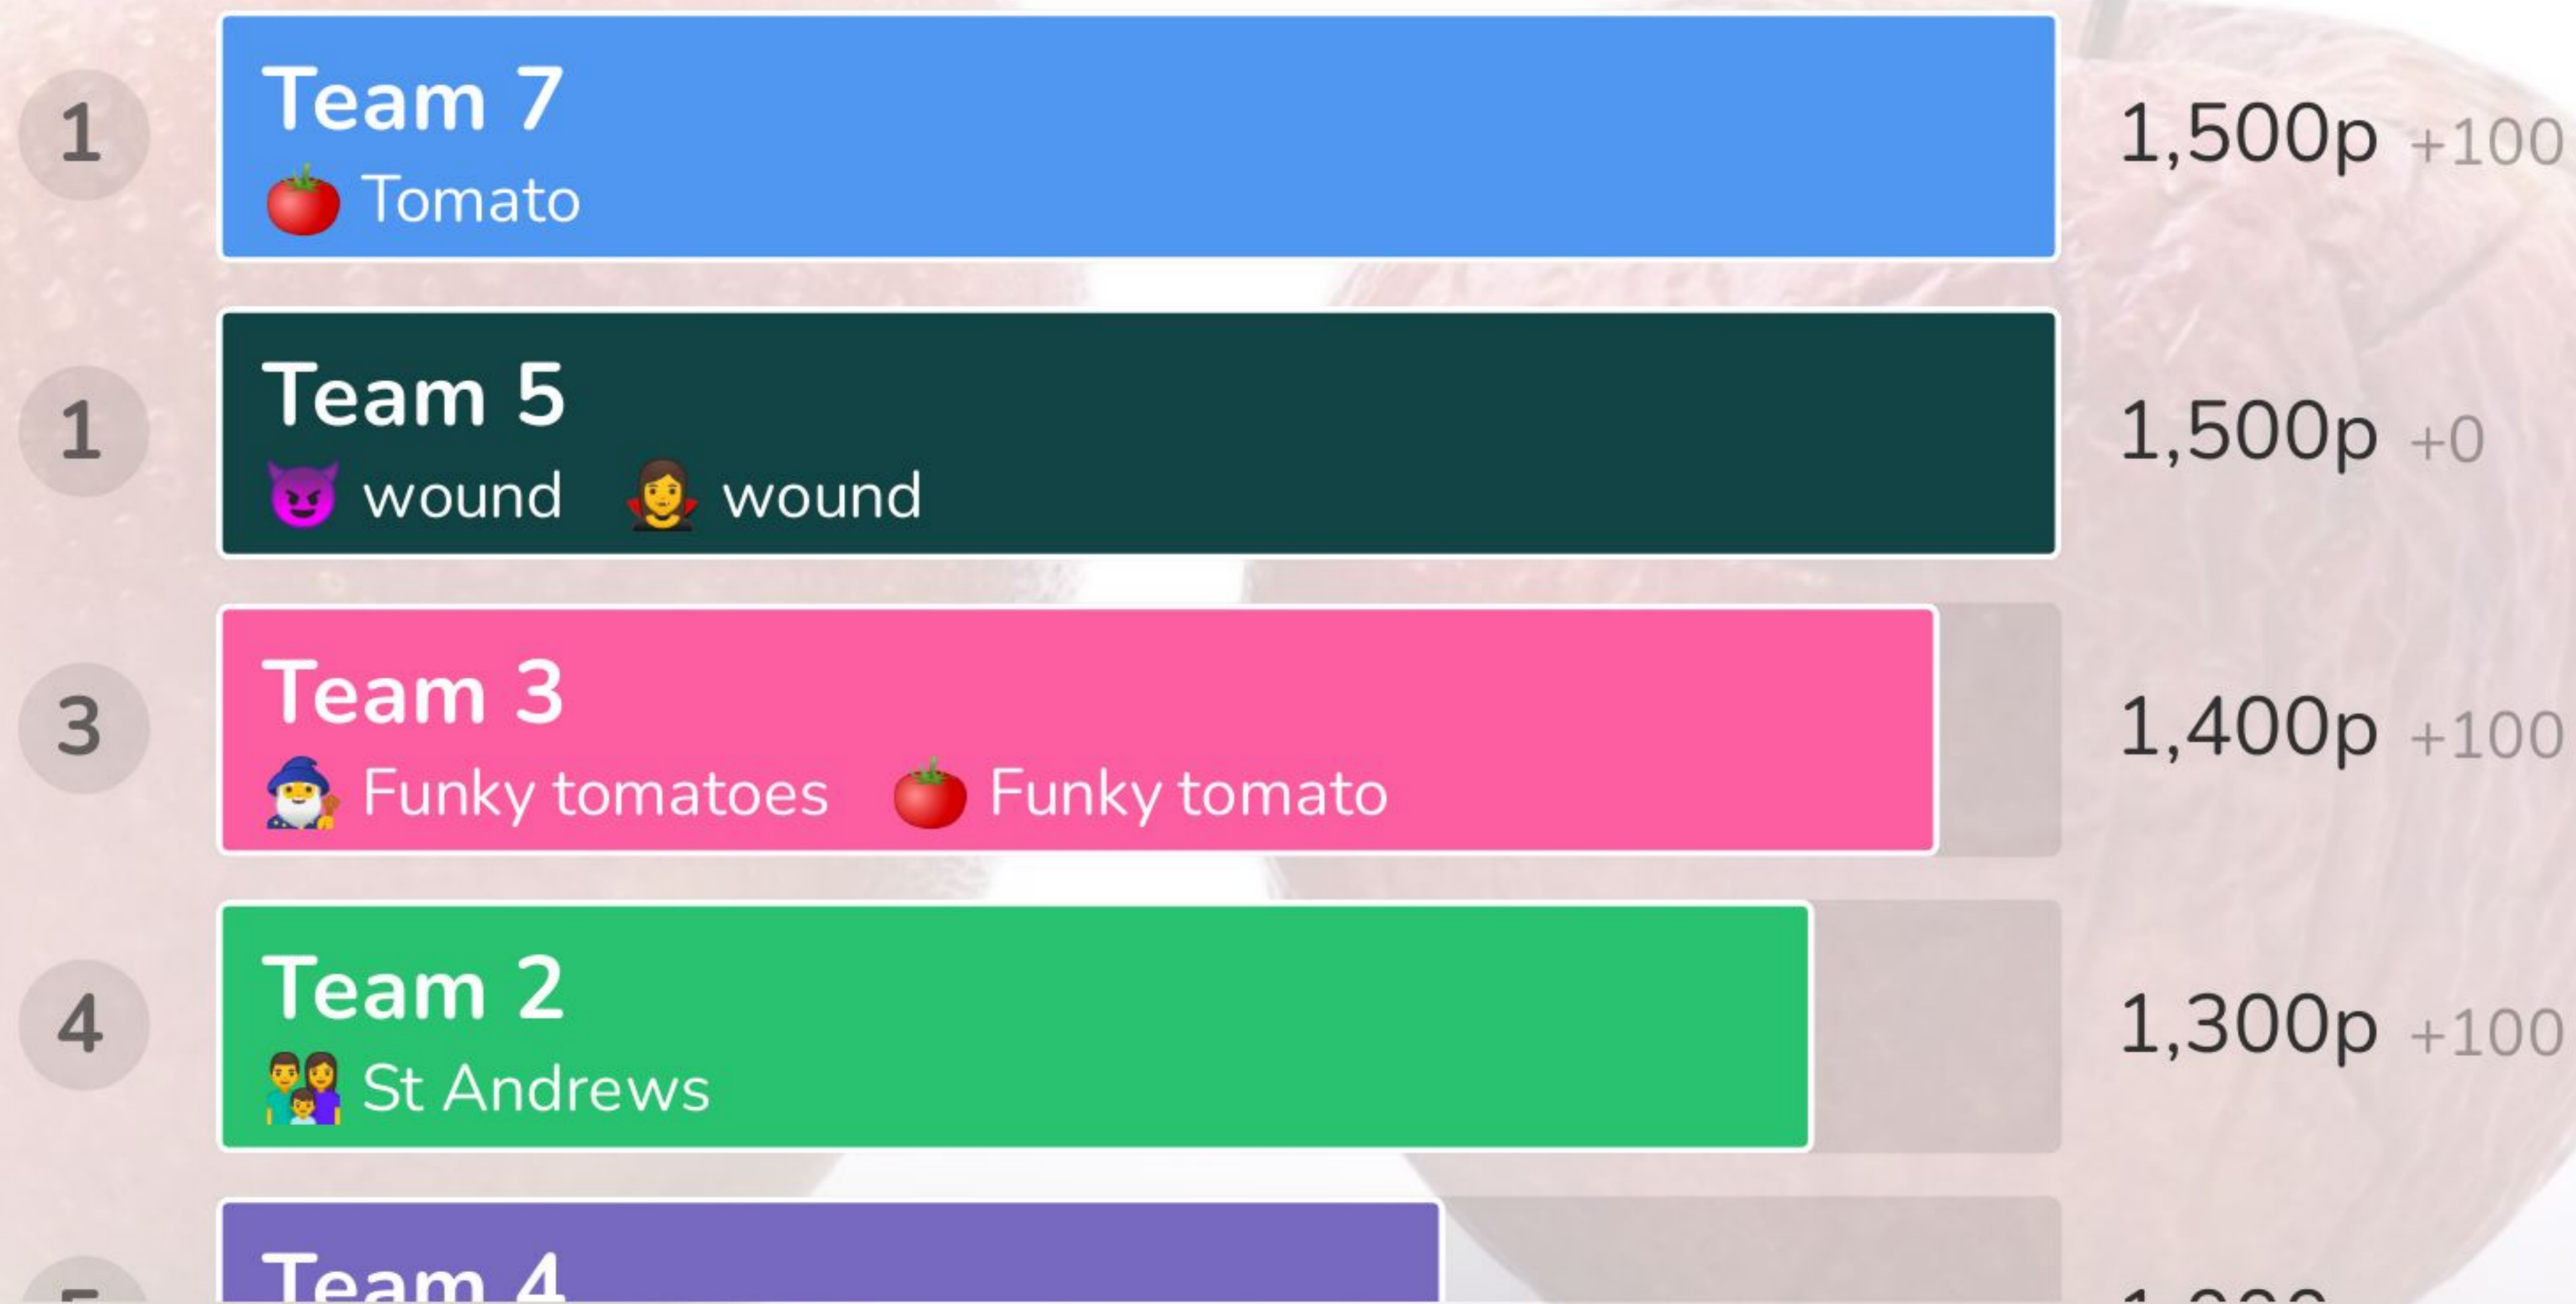 1
Team 7
Tomato
1,500p +100
1
Team 5
wound wound
1,500p +0
3
Team 3
Funky tomatoes Funky tomato
1,400p +100
4
Team 2
St Andrews
1,300p +100
Team 4